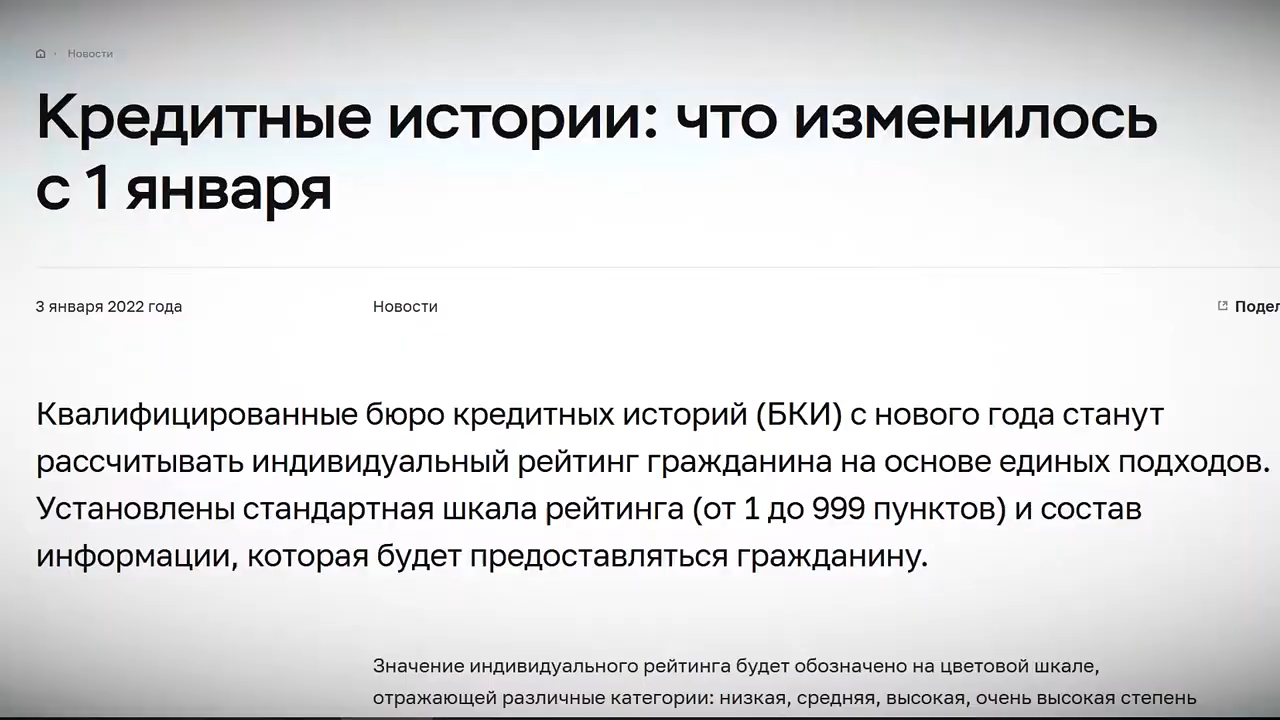 Новости
Кредитные истории: что изменилось
с 1 января
3 января 2022 года
Новости
Подел
Квалифицированные бюро кредитных историй (БКИ) с нового года станут
рассчитывать индивидуальный рейтинг гражданина на основе единых подходов.
Установлены стандартная шкала рейтинга (от 1 до 999 пунктов) и состав
информации, которая будет предоставляться гражданину.
Значение индивидуального рейтинга будет обозначено на цветовой шкале,
отражающей различные категории: низкая, средняя, высокая, очень высокая степень